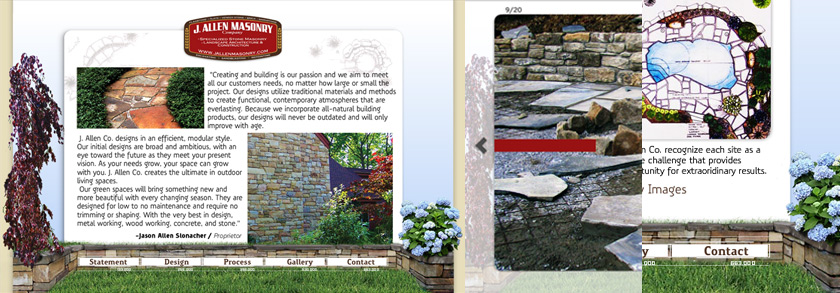 J. ALLEN MASONRY
Company
-SPECIALIZED STONE MASONRY
-LANDSCAPE ARCHITECTURE &
CONSTRUCTION
WWW.JALLENMASONRY.COM
"Creating and building is our passion and we aim to meet
all our customers needs, no matter how large or small the
project. Our designs utilize traditional materials and methods
to create functional, contemporary atmospheres that are
everlasting. Because we incorporate all-natural building
products, our designs will never be outdated and will only
improve with age.
J. Allen Co. designs in an efficient, modular style.
Our initial designs are broad and ambitious, with an
eye toward the future as they meet your present
vision. As your needs grow, your space can grow
with you. J. Allen Co. creates the ultimate in outdoor
living spaces.
Our green spaces will bring something new and
more beautiful with every changing season. They are
designed for low to no maintenance and require no
trimming or shaping. With the very best in design,
metal working, wood working, concrete, and stone."
-Jason Allen Slonacher / Proprietor
Statement Design Process Gallery Contact
9/20
n Co. recognize each site as a
e challenge that provides
tunity for extraoridinary results.
y Images
y Contact